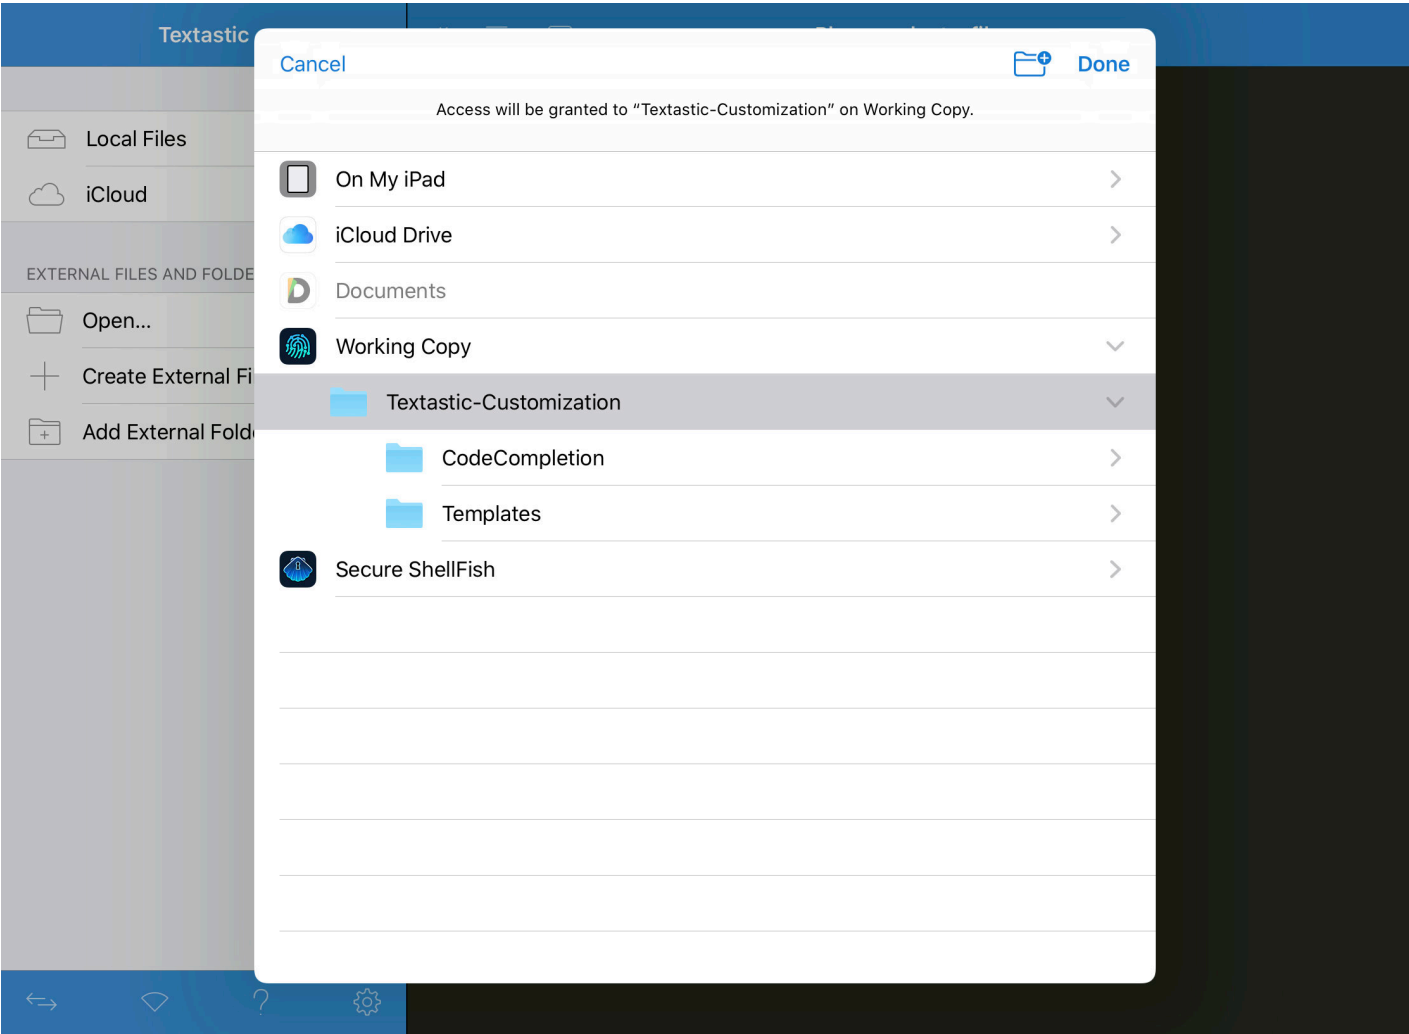 Textastic
Cancel
Done
Access will be granted to “Textastic-Customization” on Working Copy.
Local Files
iCloud
EXTERNAL FILES AND FOLDE
Open...
Create External Fi
Add External Folde
On My iPad
iCloud Drive
Documents
Working Copy
Textastic-Customization
CodeCompletion
Templates
Secure ShellFish